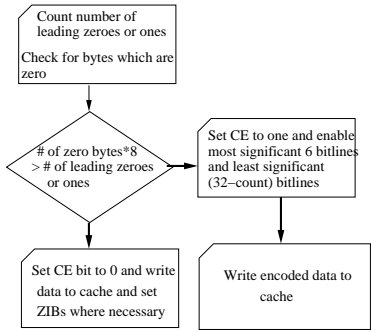 Count number of
leading zeroes or ones
Check for bytes which are
zero
# of zero bytes*8
> # of leading zeroes
or ones
Set CE to one and enable
most significant 6 bitlines
and least significant
(32−count) bitlines
Set CE bit to 0 and write
data to cache and set
ZIBs where necessary
Write encoded data to
cache